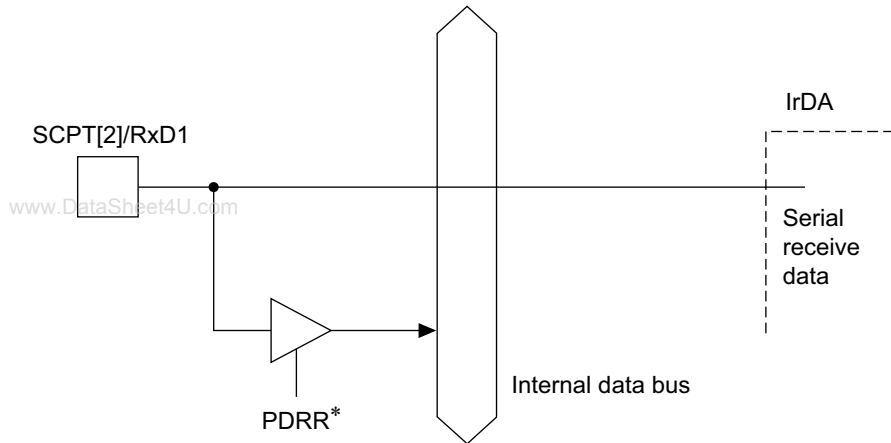 IrDA
SCPT[2]/RxD1
www.DataSheet4U.com
Serial
receive
data
Internal data bus
PDRR*